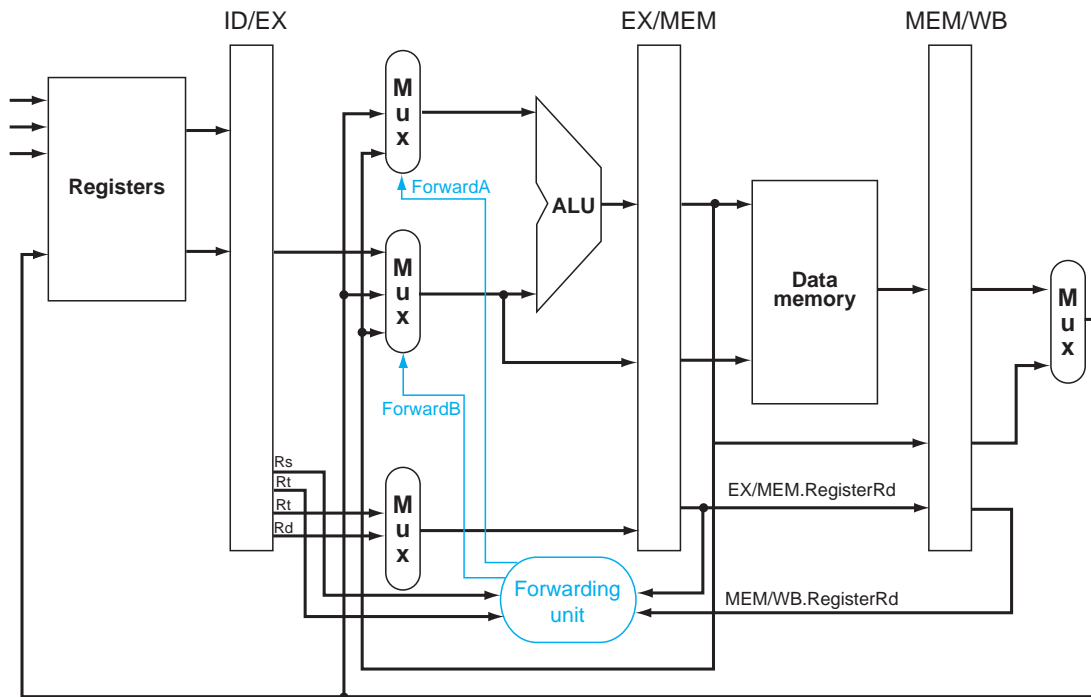 ID/EX
EX/MEM
MEM/WB
M
u
x
Registers
ForwardA
ALU
M
u
x
Data
memory
M
u
x
ForwardB
Rs
Rt
Rt
Rd
M
u
x
EX/MEM.RegisterRd
Forwarding
unit
MEM/WB.RegisterRd